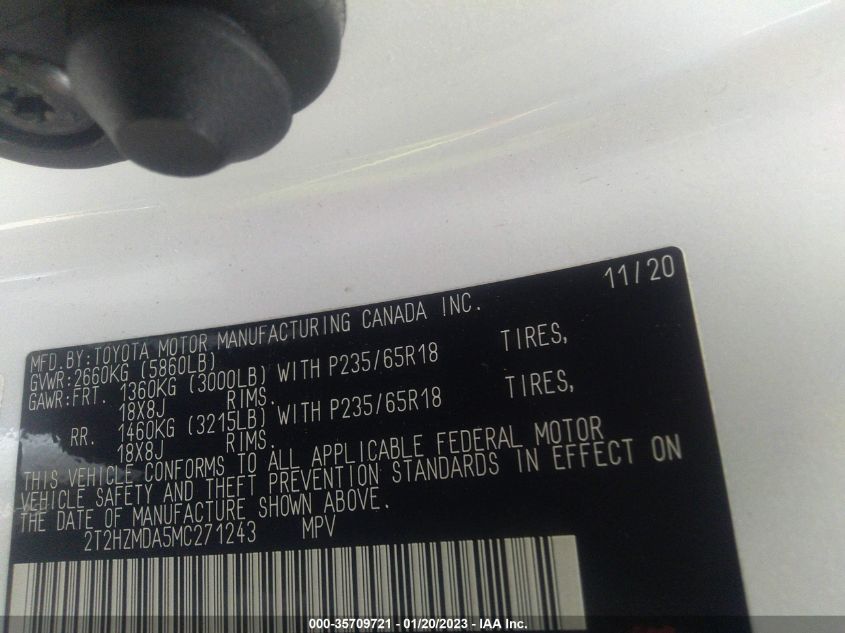 11/20
MFD.BY:TOYOTA MOTOR MANUFACTURING CANADA INC.
GVWR:2660KG (5860LB)
GAWR:FRT. 1360KG (3000LB) WITH P235/65R18 TIRES,
18X8J RIMS.
RR. 1460KG (3215LB) WITH P235/65R18 TIRES,
18X8J RIMS.
THIS VEHICLE CONFORMS TO ALL APPLICABLE FEDERAL MOTOR
VEHICLE SAFETY AND THEFT PREVENTION STANDARDS IN EFFECT ON
THE DATE OF MANUFACTURE SHOWN ABOVE.
2T2HZMDA5MC271243 MPV
000-35709721 - 01/20/2023 - IAA Inc.